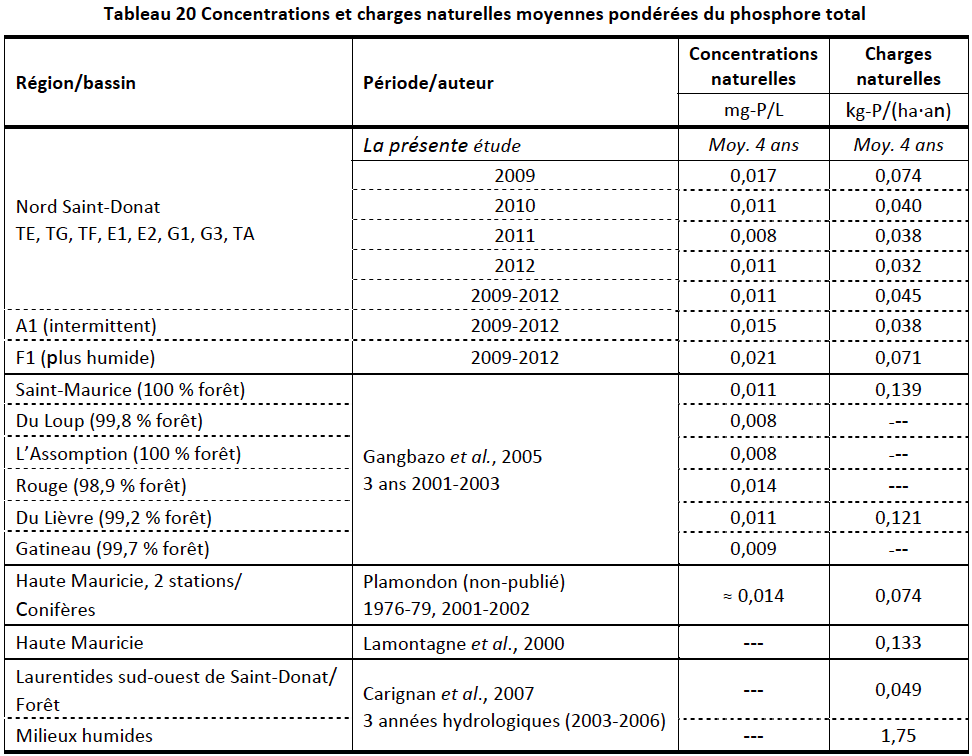 Tableau 20 Concentrations et charges naturelles moyennes pondérées du phosphore total
Région/bassin Période/auteur Concentrations naturelles Charges naturelles
mg-P/L kg-P/(ha·an)
La présente étude Moy. 4 ans Moy. 4 ans
Nord Saint-Donat
TE, TG, TF, E1, E2, G1, G3, TA
2009 0,017 0,074
2010 0,011 0,040
2011 0,008 0,038
2012 0,011 0,032
2009-2012 0,011 0,045
A1 (intermittent) 2009-2012 0,015 0,038
F1 (plus humide) 2009-2012 0,021 0,071
Gangbazo et al., 2005
3 ans 2001-2003
Saint-Maurice (100 % forêt) 0,011 0,139
Du Loup (99,8 % forêt) 0,008 ---
L’Assomption (100 % forêt) 0,008 ---
Rouge (98,9 % forêt) 0,014 ---
Du Lièvre (99,2 % forêt) 0,011 0,121
Gatineau (99,7 % forêt) 0,009 ---
Haute Mauricie, 2 stations/
Conifères
Plamondon (non-publié)
1976-79, 2001-2002
≈ 0,014 0,074
Haute Mauricie Lamontagne et al., 2000 --- 0,133
Laurentides sud-ouest de Saint-Donat/
Forêt
Carignan et al., 2007
3 années hydrologiques (2003-2006)
--- 0,049
Milieux humides --- 1,75